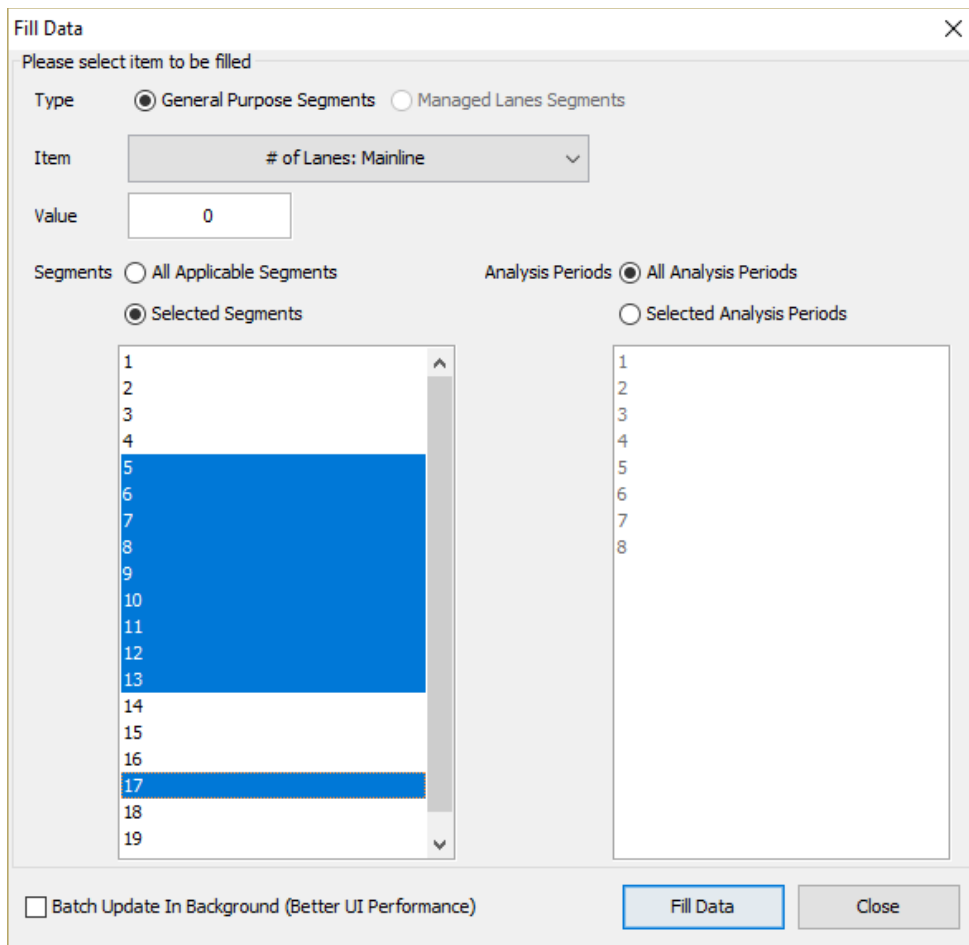 Fill Data
Please select item to be filled
Type General Purpose Segments Managed Lanes Segments
Item # of Lanes: Mainline
Value 0
Segments All Applicable Segments Analysis Periods All Analysis Periods
Selected Segments Selected Analysis Periods
1 1
2 2
3 3
4 4
5 5
6 6
7 7
8 8
9
10
11
12
13
14
15
16
17
18
19
Batch Update In Background (Better UI Performance) Fill Data Close